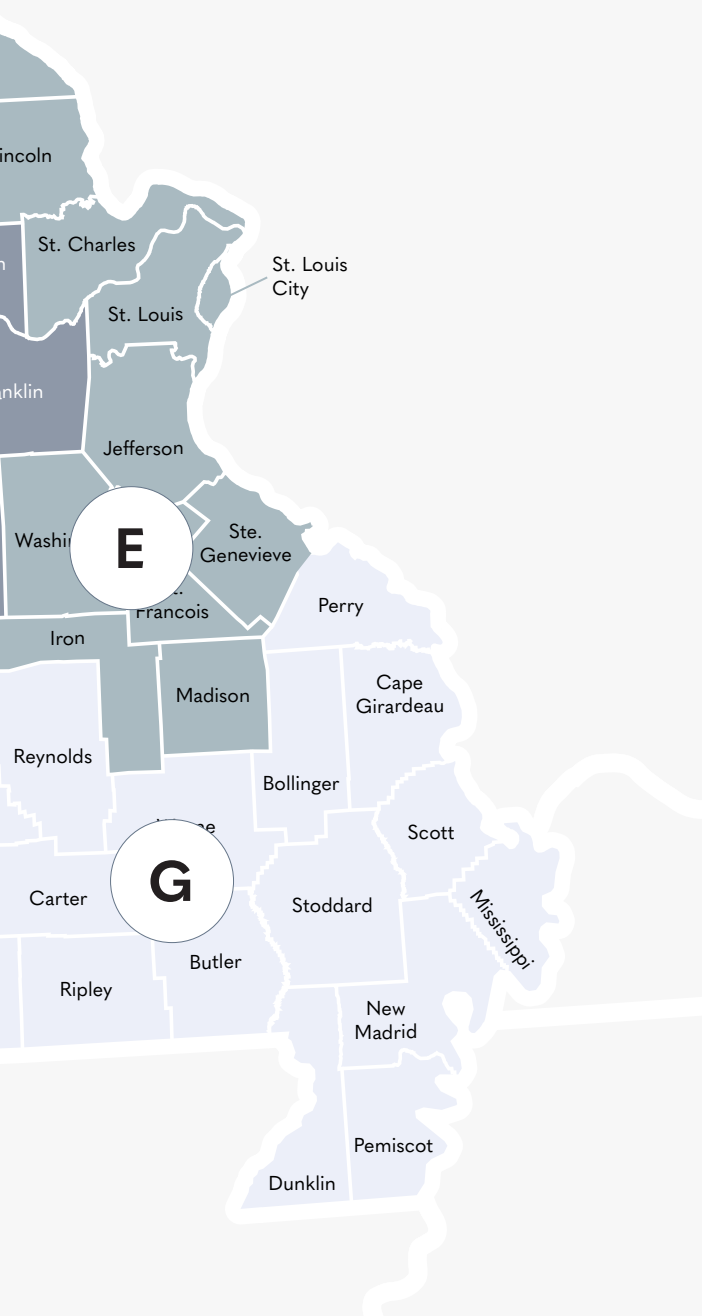 incoln
St. Charles
St. Louis
City
St. Louis
nklin
Jefferson
E
Washi
Ste.
Genevieve
Francois
Perry
Iron
Madison
Cape
Girardeau
Reynolds
Bollinger
Scott
G
Carter
Stoddard
Mississippi
Butler
Ripley
New
Madrid
Pemiscot
Dunklin